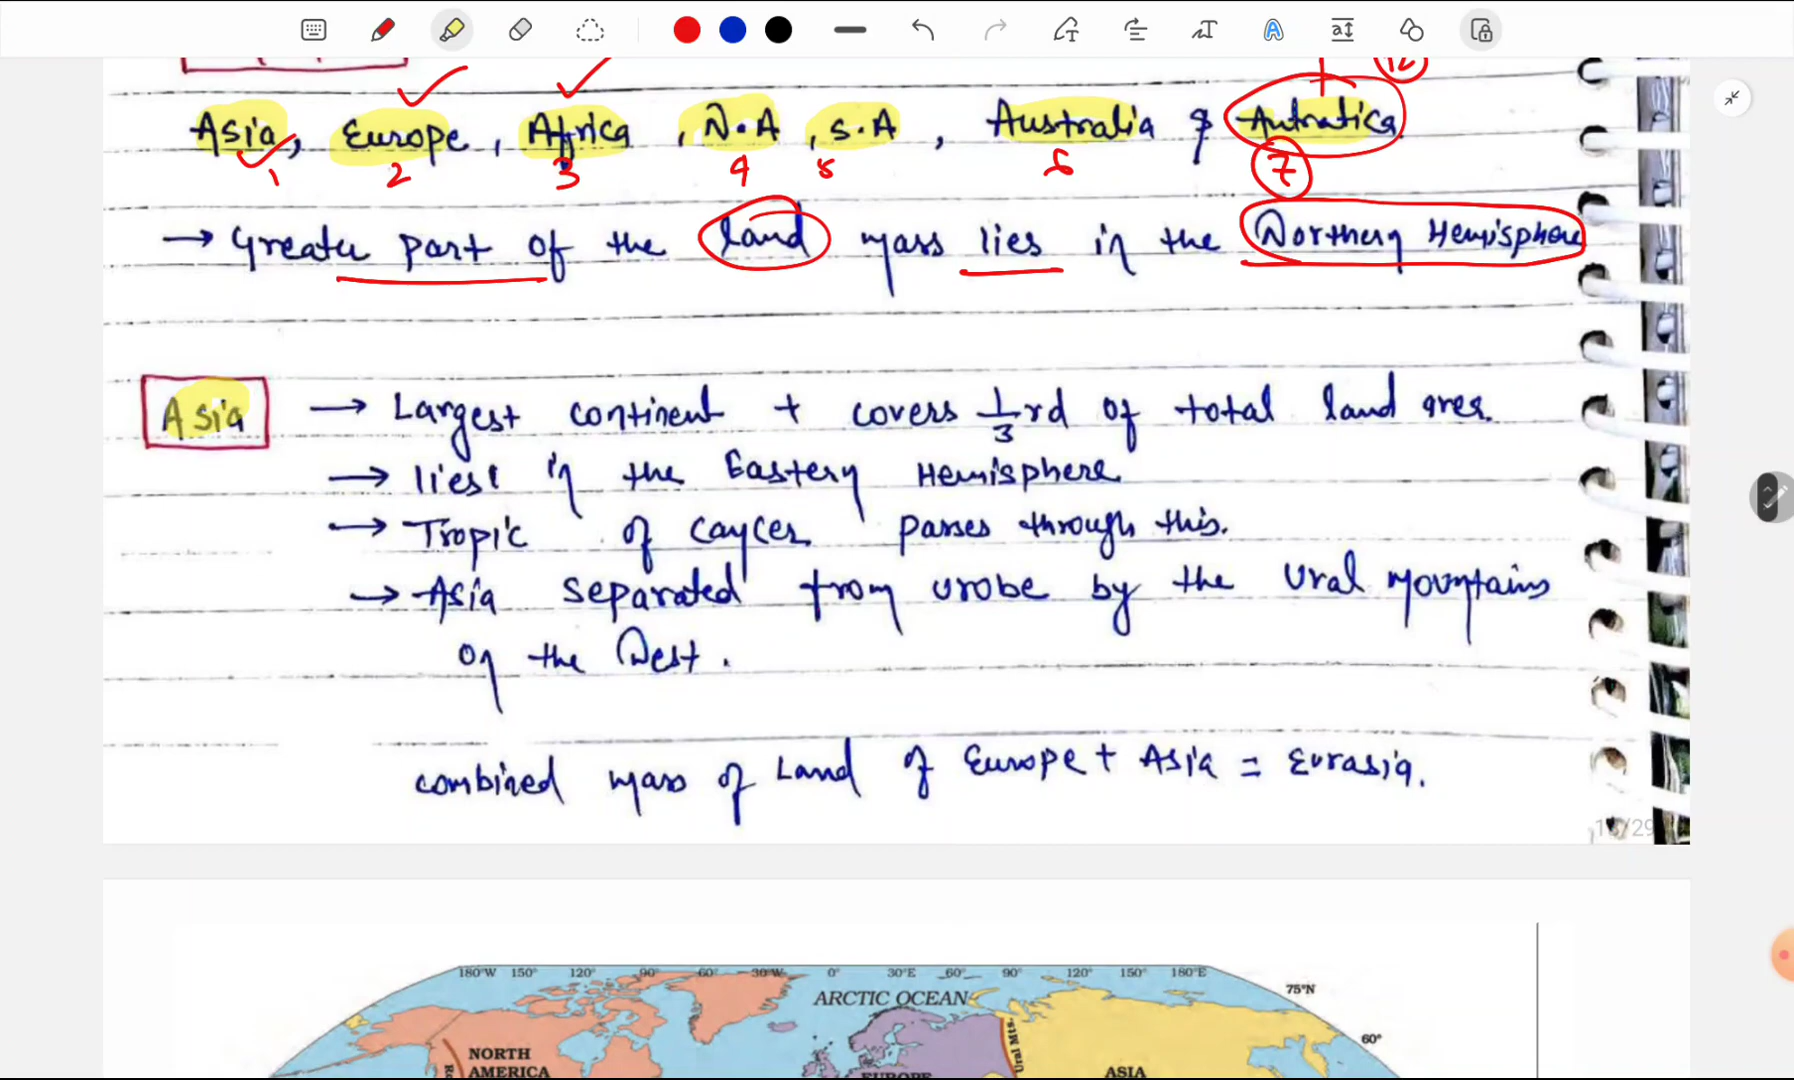 12
Asia, Europe, Africa, N.A, S.A, Australia & Antratica
1 2 3 4 5 6 7
→ Greater part of the land mass lies in the Northern Hemisphere
Asia → Largest continent + covers 1/3rd of total land area.
→ lies in the Eastern Hemisphere.
→ Tropic of Cancer passes through this.
→ Asia separated from urobe by the Ural mountains
on the West.
combined mass of Land of Europe + Asia = Eurasia.
/29
180°W 150° 120° 90° 60° 30°W 0° 30°E 60° 90° 120° 150° 180°E
ARCTIC OCEAN
75°N
60°
Ural Mts.
NORTH
AMERICA
EUROPE
ASIA